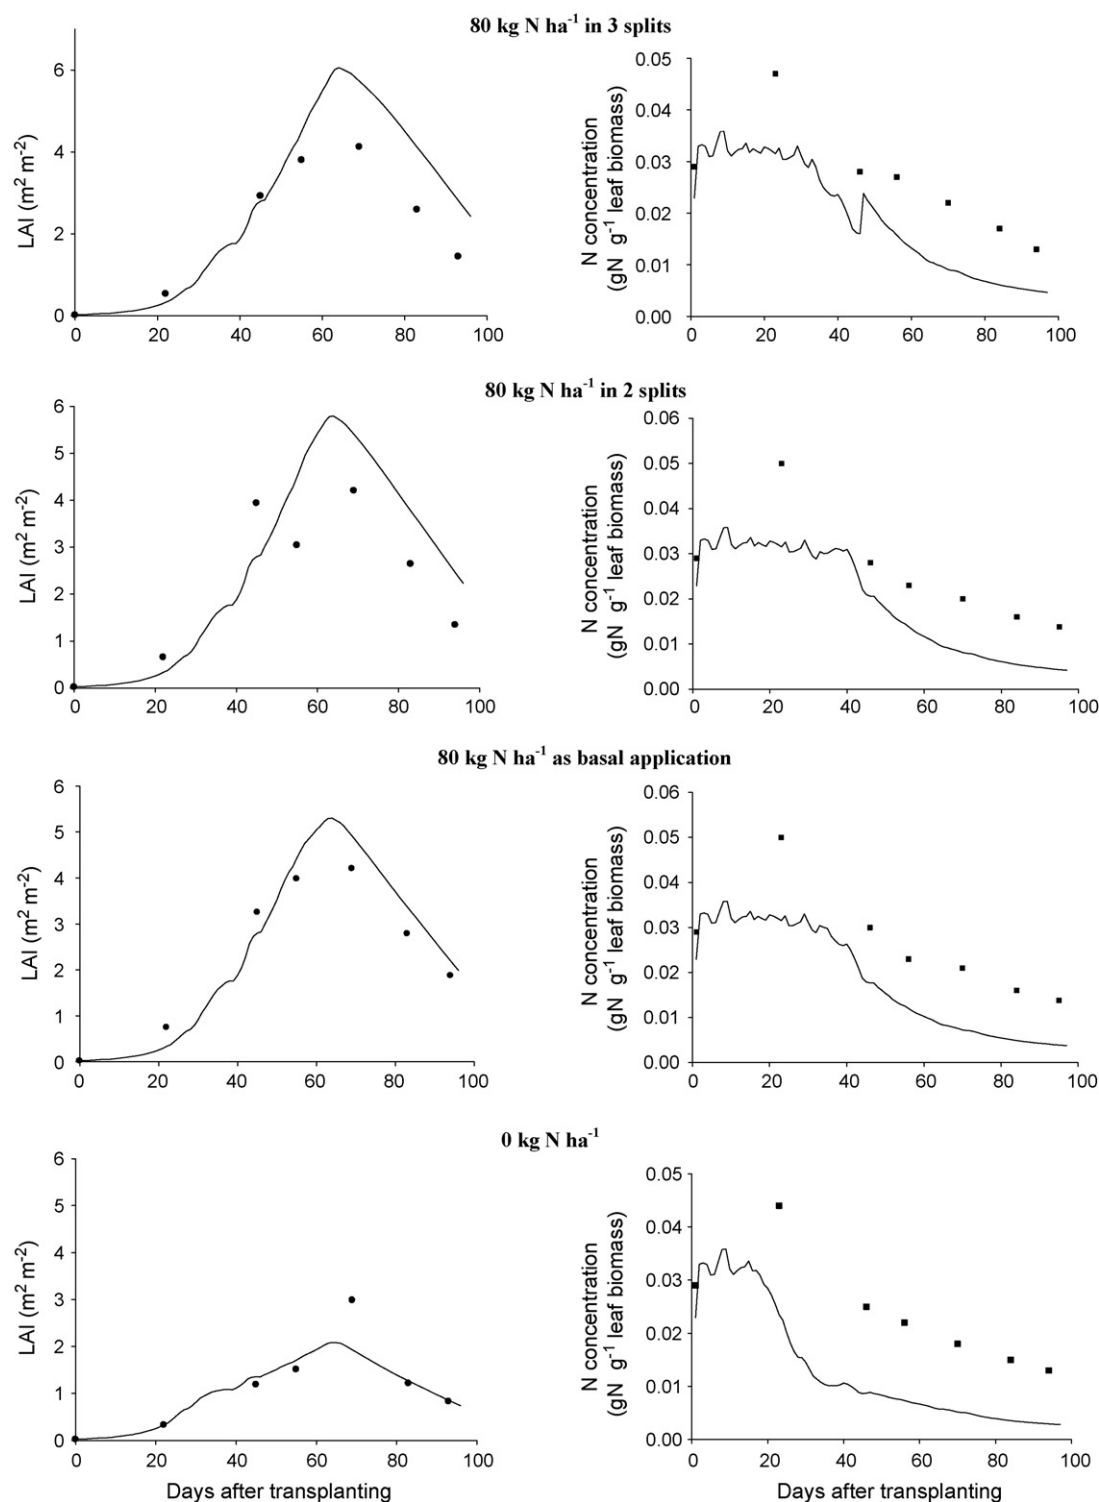 80 kg N ha⁻¹ in 3 splits
6
4
2
0
LAI (m² m⁻²)
0 20 40 60 80 100
0.05
0.04
0.03
0.02
0.01
0.00
N concentration
(gN g⁻¹ leaf biomass)
0 20 40 60 80 100
80 kg N ha⁻¹ in 2 splits
6
5
4
3
2
1
0
LAI (m² m⁻²)
0 20 40 60 80 100
0.06
0.05
0.04
0.03
0.02
0.01
0.00
N concentration
(gN g⁻¹ leaf biomass)
0 20 40 60 80 100
80 kg N ha⁻¹ as basal application
6
5
4
3
2
1
0
LAI (m² m⁻²)
0 20 40 60 80 100
0.06
0.05
0.04
0.03
0.02
0.01
0.00
N concentration
(gN g⁻¹ leaf biomass)
0 20 40 60 80 100
0 kg N ha⁻¹
6
5
4
3
2
1
0
LAI (m² m⁻²)
0 20 40 60 80 100
Days after transplanting
0.05
0.04
0.03
0.02
0.01
0.00
N concentration
(gN g⁻¹ leaf biomass)
0 20 40 60 80 100
Days after transplanting